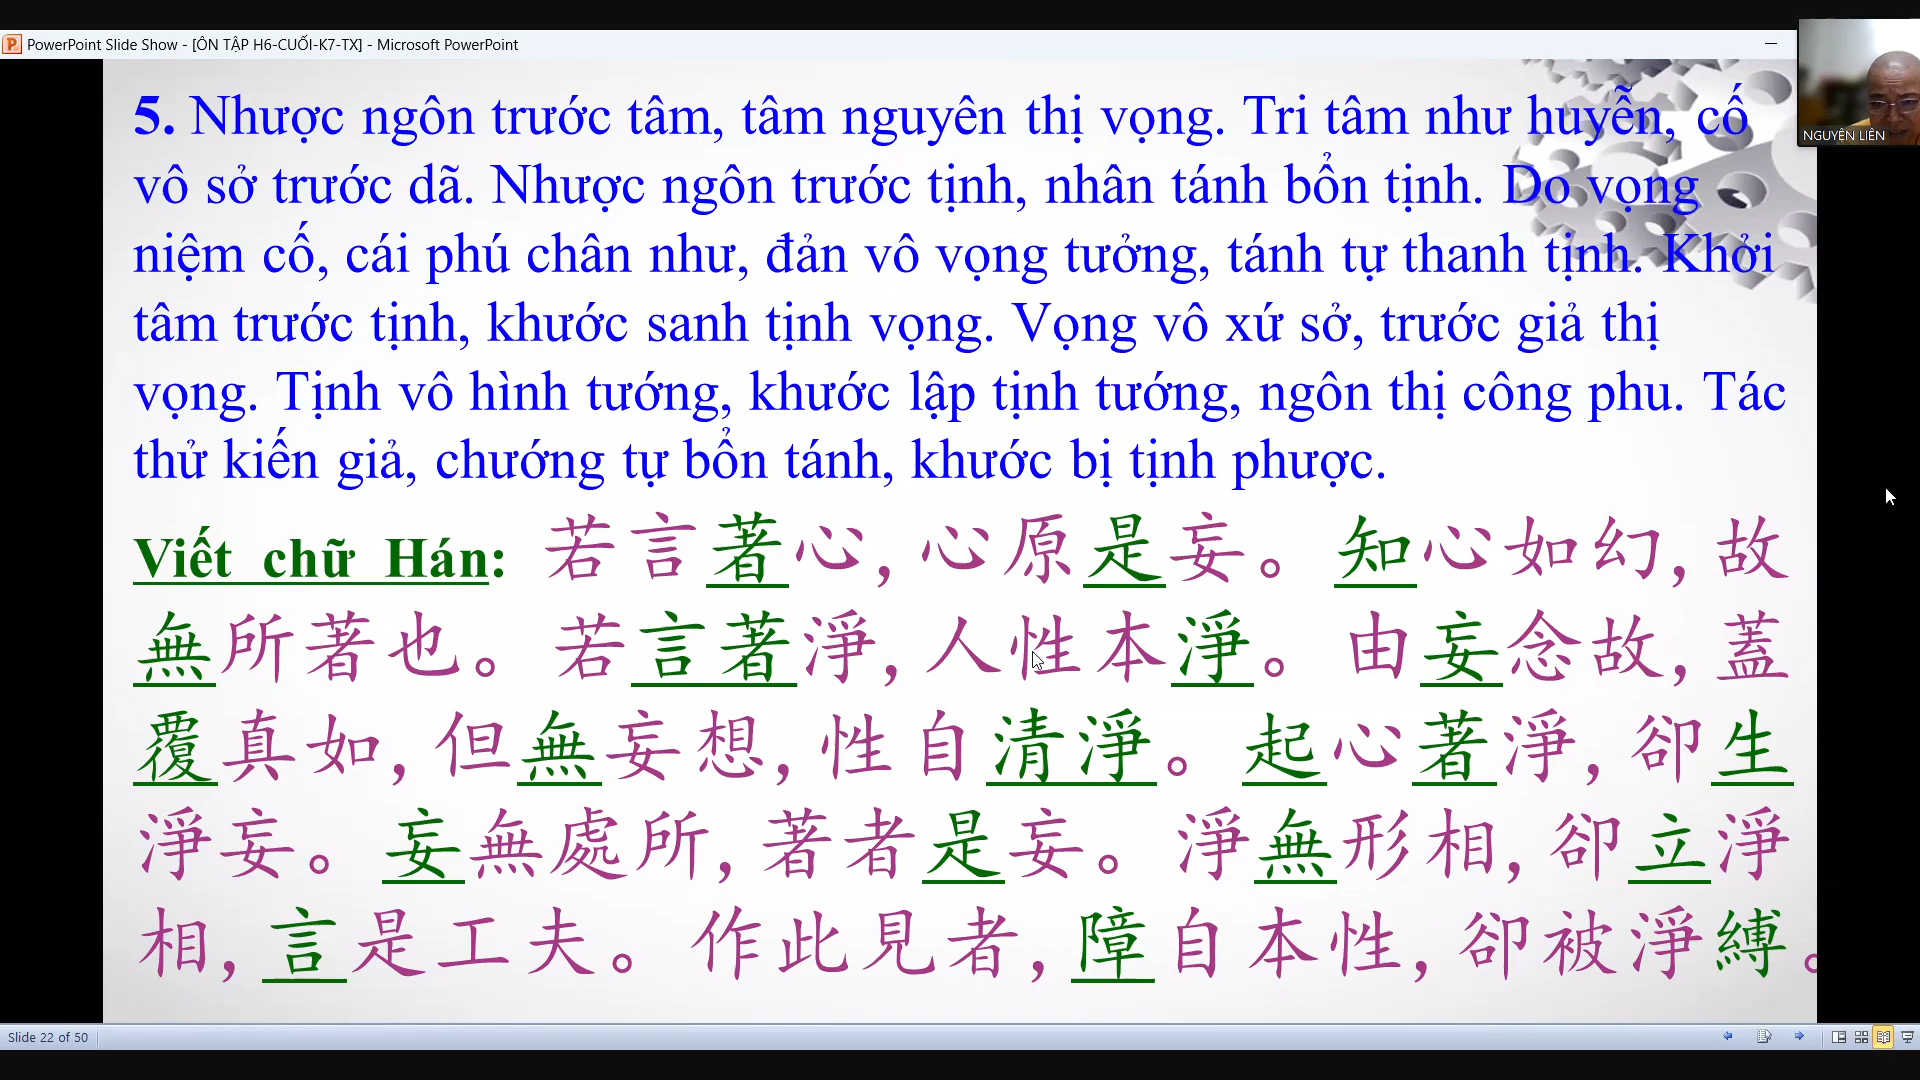 PowerPoint Slide Show - [ÔN TẬP H6-CUỐI-K7-TX] - Microsoft PowerPoint
NGUYỆN LIÊN
5. Nhược ngôn trước tâm, tâm nguyên thị vọng. Tri tâm như huyễn, cố
vô sở trước dã. Nhược ngôn trước tịnh, nhân tánh bổn tịnh. Do vọng
niệm cố, cái phú chân như, đản vô vọng tưởng, tánh tự thanh tịnh. Khởi
tâm trước tịnh, khước sanh tịnh vọng. Vọng vô xứ sở, trước giả thị
vọng. Tịnh vô hình tướng, khước lập tịnh tướng, ngôn thị công phu. Tác
thử kiến giả, chướng tự bổn tánh, khước bị tịnh phược.
Viết chữ Hán: 若言著心, 心原是妄。知心如幻, 故
無所著也。若言著淨, 人性本淨。由妄念故, 蓋
覆真如, 但無妄想, 性自清淨。起心著淨, 卻生
淨妄。妄無處所, 著者是妄。淨無形相, 卻立淨
相, 言是工夫。作此見者, 障自本性, 卻被淨縛。
Slide 22 of 50